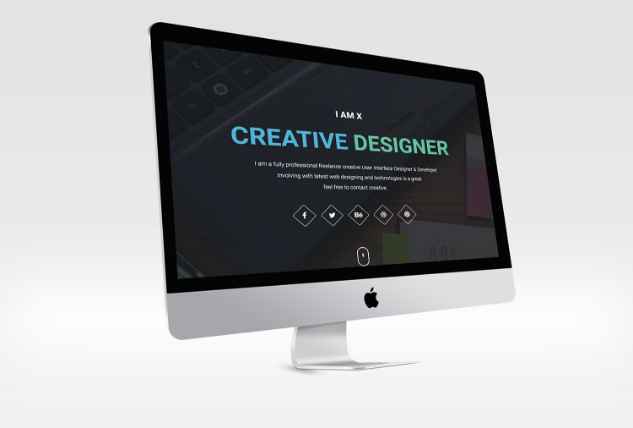 I AM X
CREATIVE DESIGNER
I am a fully professional freelance creative User Interface Designer & Developer
Involving with latest web designing and technologies is a great
feel free to contact creative.
Bē
ABC